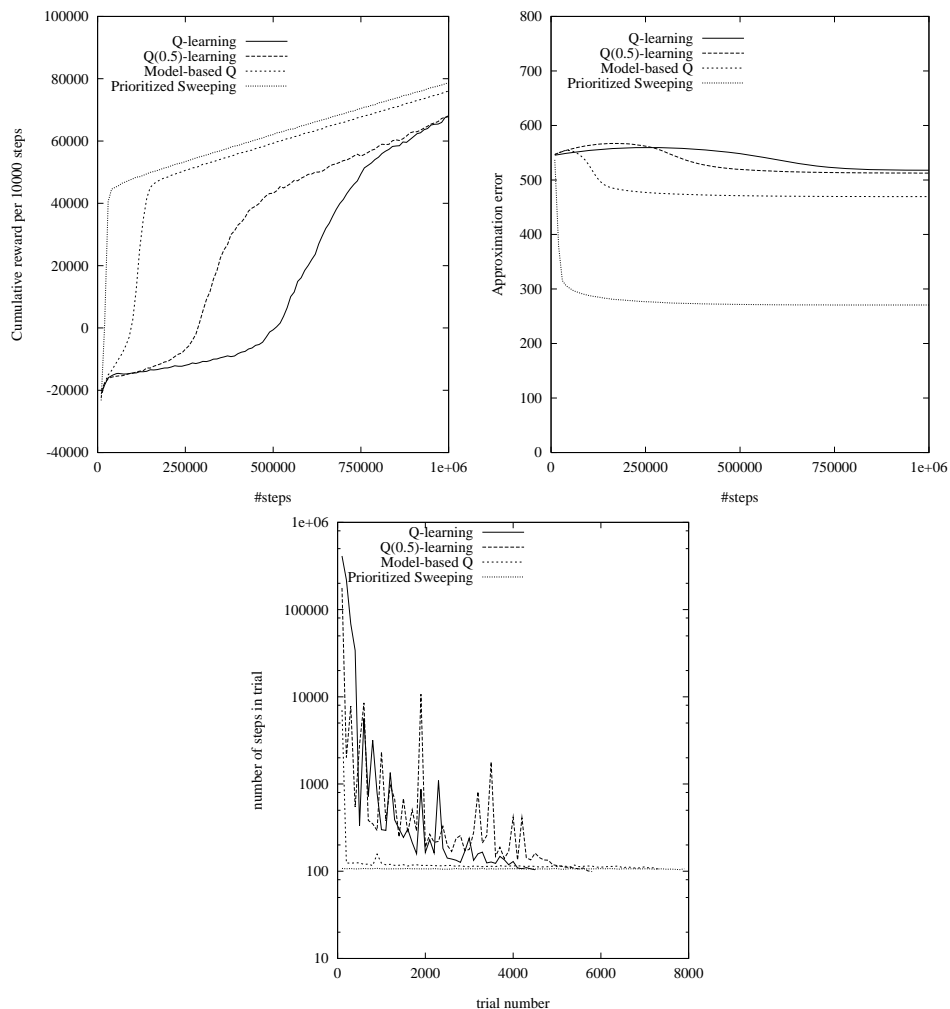 100000
80000
60000
40000
20000
0
-20000
-40000
Cumulative reward per 10000 steps
Q-learning
Q(0.5)-learning
Model-based Q
Prioritized Sweeping
0 250000 500000 750000 1e+06
#steps
800
700
600
500
400
300
200
100
0
Approximation error
Q-learning
Q(0.5)-learning
Model-based Q
Prioritized Sweeping
0 250000 500000 750000 1e+06
#steps
1e+06
100000
10000
1000
100
10
number of steps in trial
Q-learning
Q(0.5)-learning
Model-based Q
Prioritized Sweeping
0 2000 4000 6000 8000
trial number